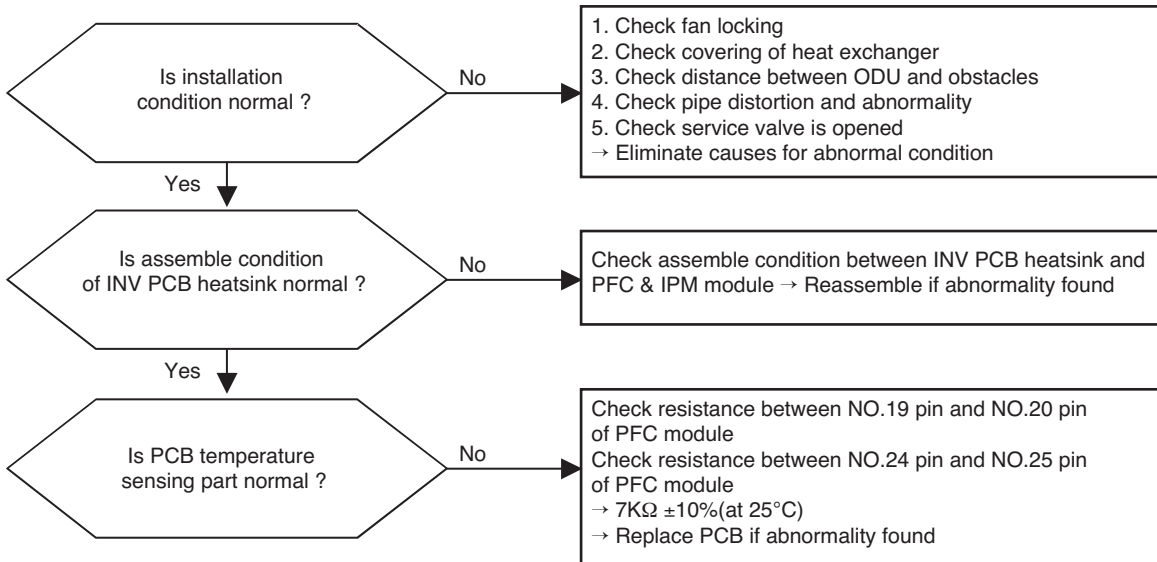 Is installation
condition normal ?
No
1. Check fan locking
2. Check covering of heat exchanger
3. Check distance between ODU and obstacles
4. Check pipe distortion and abnormality
5. Check service valve is opened
→ Eliminate causes for abnormal condition
Yes
Is assemble condition
of INV PCB heatsink normal ?
No
Check assemble condition between INV PCB heatsink and
PFC & IPM module → Reassemble if abnormality found
Yes
Is PCB temperature
sensing part normal ?
No
Check resistance between NO.19 pin and NO.20 pin
of PFC module
Check resistance between NO.24 pin and NO.25 pin
of PFC module
→ 7KΩ ±10%(at 25°C)
→ Replace PCB if abnormality found